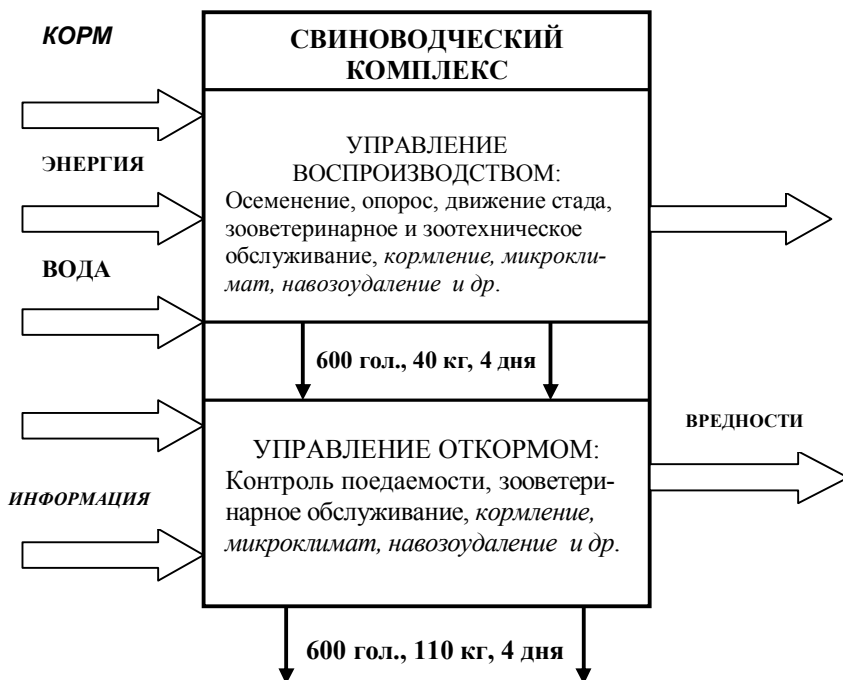 КОРМ
СВИНОВОДЧЕСКИЙ
КОМПЛЕКС
УПРАВЛЕНИЕ
ВОСПРОИЗВОДСТВОМ:
Осеменение, опорос, движение стада,
зооветеринарное и зоотехническое
обслуживание, кормление, микрокли-
мат, навозоудаление и др.
ЭНЕРГИЯ
ВОДА
600 гол., 40 кг, 4 дня
УПРАВЛЕНИЕ ОТКОРМОМ:
Контроль поедаемости, зооветери-
нарное обслуживание, кормление,
микроклимат, навозоудаление и др.
ВРЕДНОСТИ
ИНФОРМАЦИЯ
600 гол., 110 кг, 4 дня